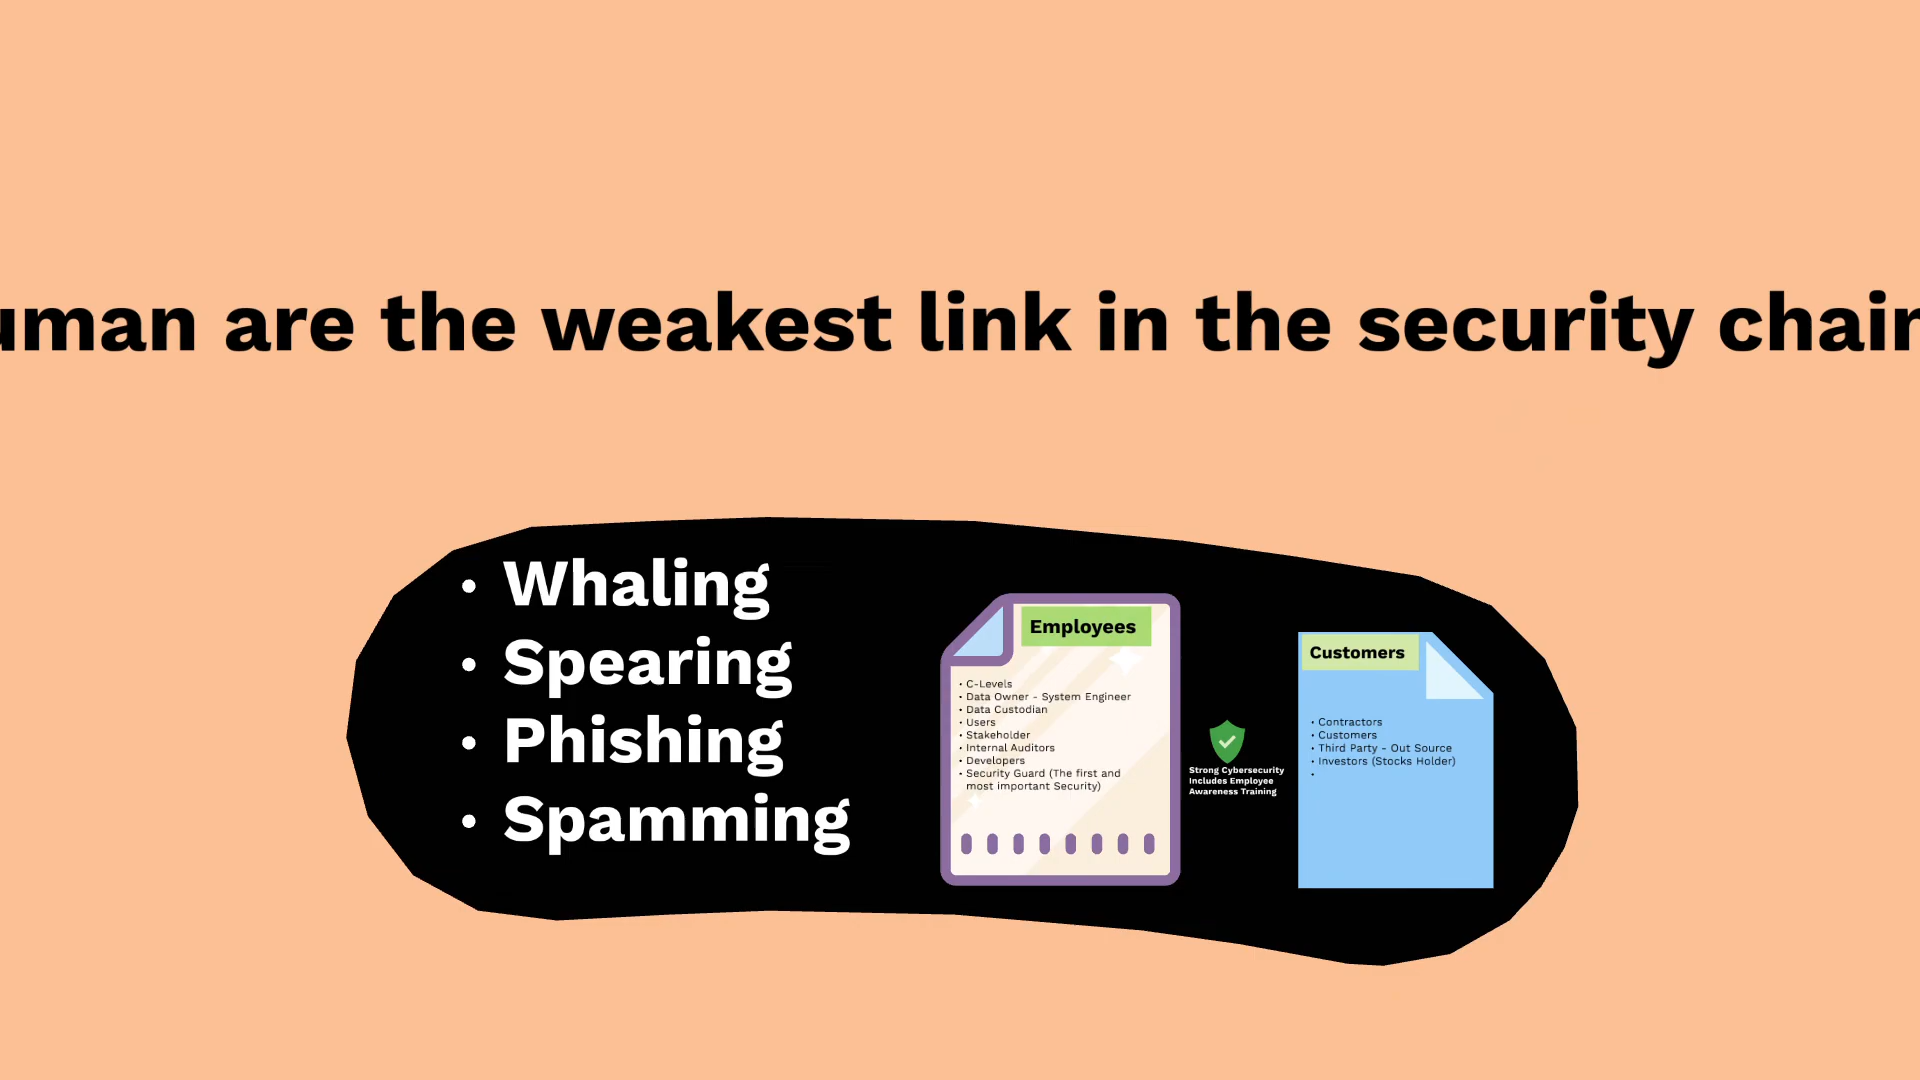 uman are the weakest link in the security chain
• Whaling
• Spearing
• Phishing
• Spamming
Employees
• C-Levels
• Data Owner - System Engineer
• Data Custodian
• Users
• Stakeholder
• Internal Auditors
• Developers
• Security Guard (The first and
most important Security)
Strong Cybersecurity
Includes Employee
Awareness Training
Customers
• Contractors
• Customers
• Third Party - Out Source
• Investors (Stocks Holder)
•